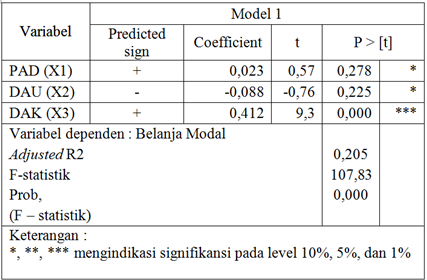 Variabel
Model 1
Predicted sign
Coefficient
t
P > [t]
PAD (X1) + 0,023 0,57 0,278 *
DAU (X2) - -0,088 -0,76 0,225 *
DAK (X3) + 0,412 9,3 0,000 ***
Variabel dependen : Belanja Modal
Adjusted R2 0,205
F-statistik 107,83
Prob, 0,000
(F – statistik)
Keterangan :
*, **, *** mengindikasi signifikansi pada level 10%, 5%, dan 1%